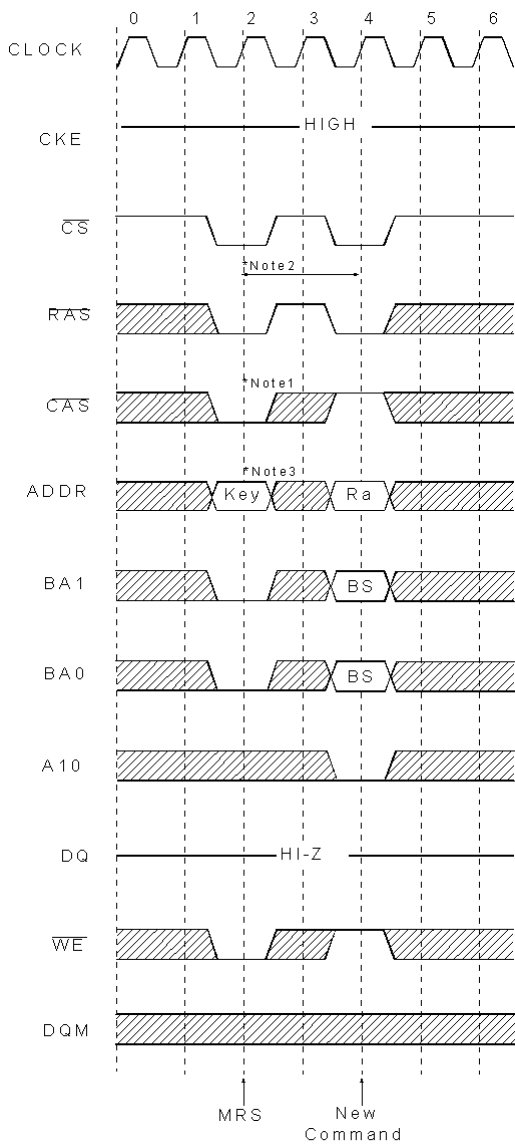 0 1 2 3 4 5 6
CLOCK
HIGH
CKE
CS
*Note2
RAS
*Note1
CAS
*Note3
ADDR Key Ra
BA1 BS
BA0 BS
A10
DQ HI-Z
WE
DQM
MRS New
Command